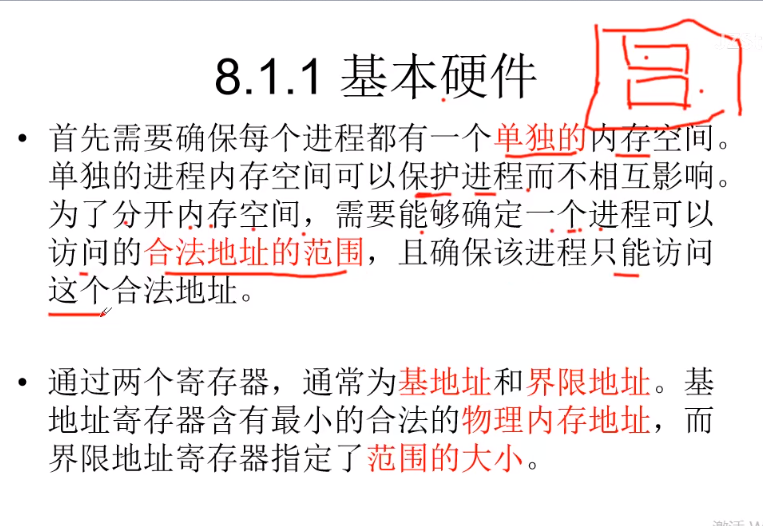 8.1.1 基本硬件
• 首先需要确保每个进程都有一个单独的内存空间。
单独的进程内存空间可以保护进程而不相互影响。
为了分开内存空间，需要能够确定一个进程可以
访问的合法地址的范围，且确保该进程只能访问
这个合法地址。
• 通过两个寄存器，通常为基地址和界限地址。基
地址寄存器含有最小的合法的物理内存地址，而
界限地址寄存器指定了范围的大小。